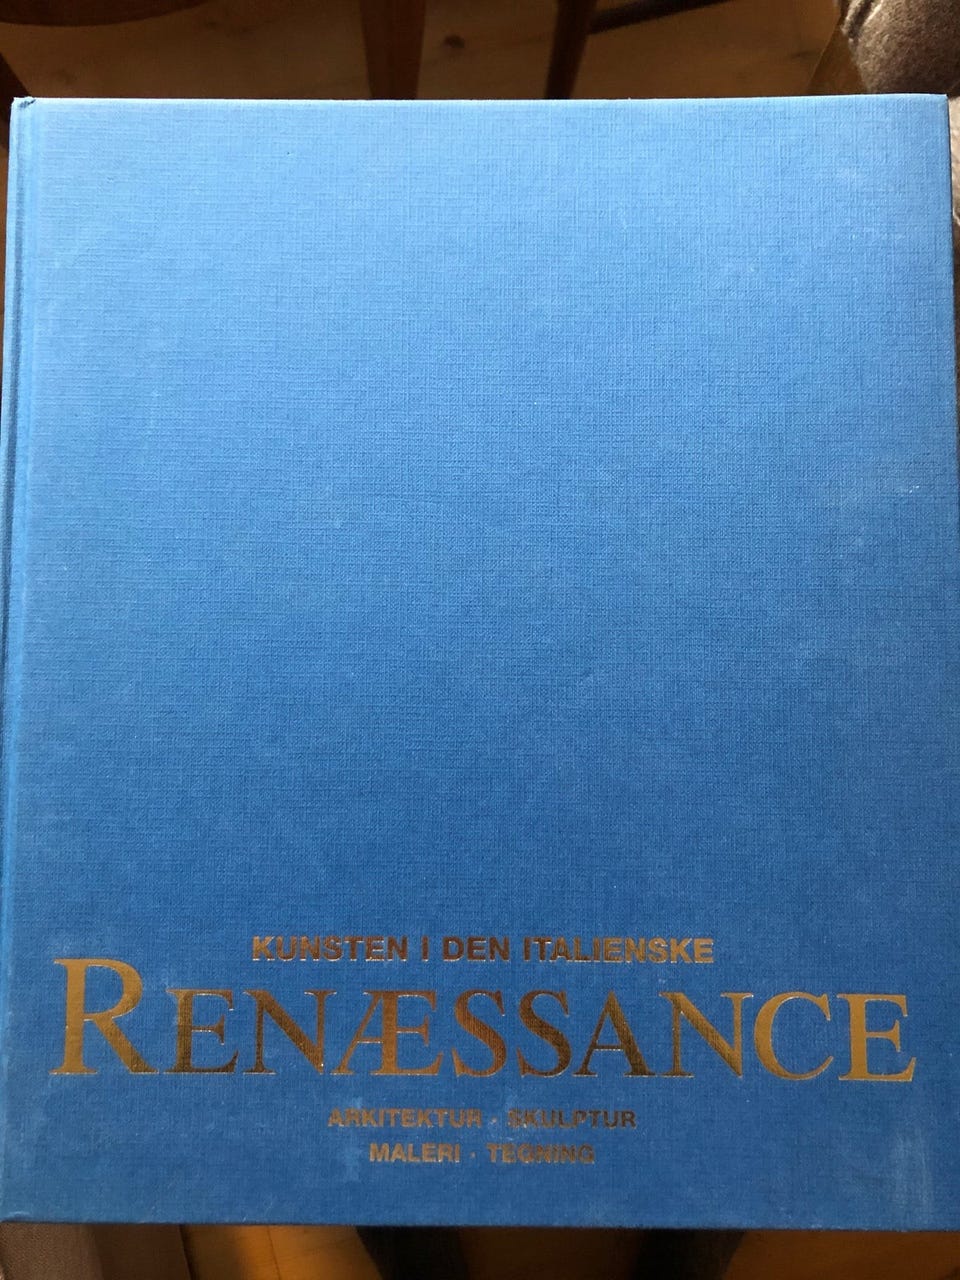 KUNSTEN I DEN ITALIENSKE
RENÆSSANCE
ARKITEKTUR · SKULPTUR
MALERI · TEGNING